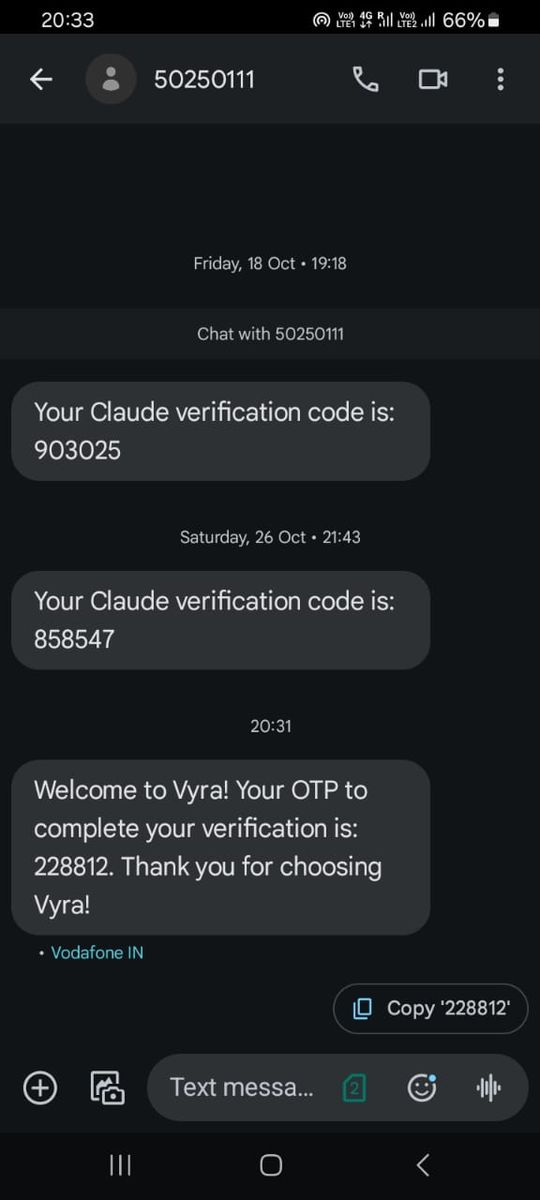 20:33 Vo)) LTE1 4G R Vo)) LTE2 66%
50250111
Friday, 18 Oct • 19:18
Chat with 50250111
Your Claude verification code is:
903025
Saturday, 26 Oct • 21:43
Your Claude verification code is:
858547
20:31
Welcome to Vyra! Your OTP to
complete your verification is:
228812. Thank you for choosing
Vyra!
• Vodafone IN
Copy '228812'
Text messa... 2